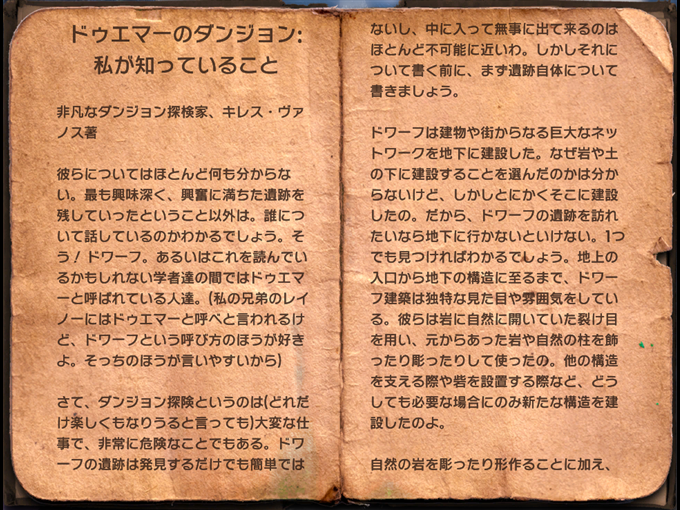 ドゥエマーのダンジョン:
私が知っていること
非凡なダンジョン探検家、キレス・ヴァ
ノス著
彼らについてはほとんど何も分からな
い。最も興味深く、興奮に満ちた遺跡を
残していったということ以外は。誰につ
いて話しているのかわかるでしょう。そ
う！ドワーフ。あるいはこれを読んでい
るかもしれない学者達の間ではドゥエマ
ーと呼ばれている人達。(私の兄弟のレイ
ノーにはドゥエマーと呼べと言われるけ
ど、ドワーフという呼び方のほうが好き
よ。そっちのほうが言いやすいから)
さて、ダンジョン探険というのは(どれだ
け楽しくもなりうると言っても)大変な仕
事で、非常に危険なことでもある。ドワ
ーフの遺跡は発見するだけでも簡単では
ないし、中に入って無事に出て来るのは
ほとんど不可能に近いわ。しかしそれに
ついて書く前に、まず遺跡自体について
書きましょう。
ドワーフは建物や街からなる巨大なネッ
トワークを地下に建設した。なぜ岩や土
の下に建設することを選んだのかは分か
らないけど、しかしとにかくそこに建設
したの。だから、ドワーフの遺跡を訪れ
たいなら地下に行かないといけない。1つ
でも見つければわかるでしょう。地上の
入口から地下の構造に至るまで、ドワー
フ建築は独特な見た目や雰囲気をしてい
る。彼らは岩に自然に開いていた裂け目
を用い、元からあった岩や自然の柱を飾
ったり彫ったりして使ったの。他の構造
を支える際や砦を設置する際など、どう
しても必要な場合にのみ新たな構造を建
設したのよ。
自然の岩を彫ったり形作ることに加え、